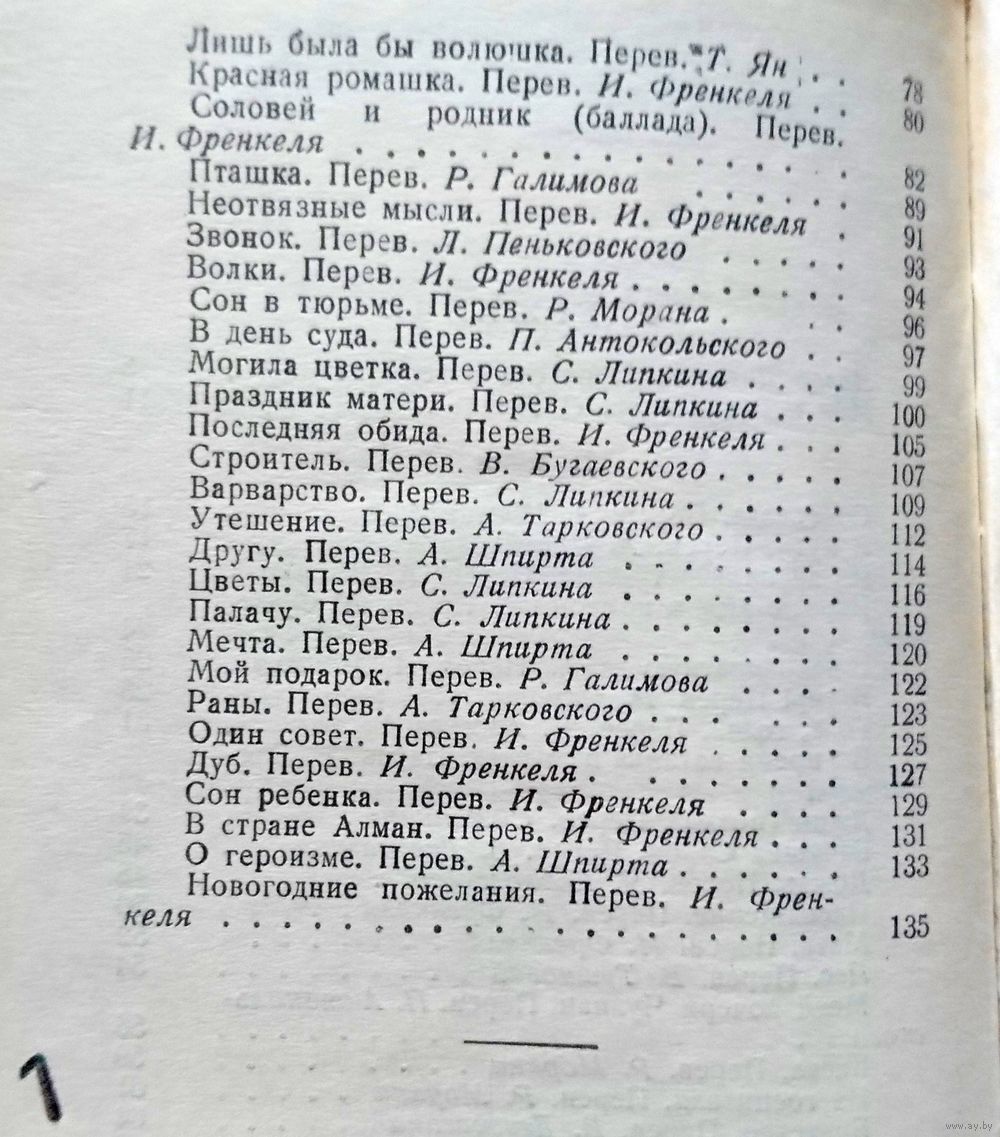 Лишь была бы волюшка. Перев. Т. Ян . . 78
Красная ромашка. Перев. И. Френкеля . . 80
Соловей и родник (баллада). Перев.
И. Френкеля . . . . . . . . . . . . . . . . 82
Пташка. Перев. Р. Галимова . . . . . . 89
Неотвязные мысли. Перев. И. Френкеля . 91
Звонок. Перев. Л. Пеньковского . . . . . 93
Волки. Перев. И. Френкеля . . . . . . . . 94
Сон в тюрьме. Перев. Р. Морана . . . 96
В день суда. Перев. П. Антокольского . . 97
Могила цветка. Перев. С. Липкина . . . . 99
Праздник матери. Перев. С. Липкина . . . 100
Последняя обида. Перев. И. Френкеля . . . 105
Строитель. Перев. В. Бугаевского . . . . . 107
Варварство. Перев. С. Липкина . . . . . . 109
Утешение. Перев. А. Тарковского . . . . . 112
Другу. Перев. А. Шпирта . . . . . . . . 114
Цветы. Перев. С. Липкина . . . . . . . . 116
Палачу. Перев. С. Липкина . . . . . . . . 119
Мечта. Перев. А. Шпирта . . . . . . . . 120
Мой подарок. Перев. Р. Галимова . . . . 122
Раны. Перев. А. Тарковского . . . . . . 123
Один совет. Перев. И. Френкеля . . . . . 125
Дуб. Перев. И. Френкеля . . . . . . . . 127
Сон ребенка. Перев. И. Френкеля . . . . 129
В стране Алман. Перев. И. Френкеля . . . 131
О героизме. Перев. А. Шпирта . . . . . . 133
Новогодние пожелания. Перев. И. Френ-
келя . . . . . . . . . . . . . . . . . . . . . 135
1
www.ay.by